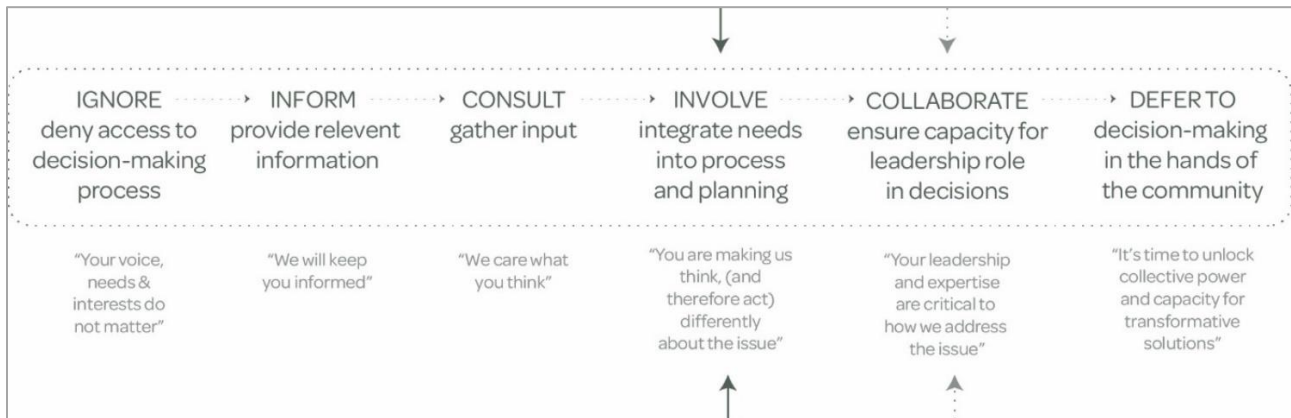 IGNORE
deny access to
decision-making
process
INFORM
provide relevent
information
CONSULT
gather input
INVOLVE
integrate needs
into process
and planning
COLLABORATE
ensure capacity for
leadership role
in decisions
DEFER TO
decision-making
in the hands of
the community
“Your voice,
needs &
interests do
not matter”
“We will keep
you informed”
“We care what
you think”
“You are making us
think, (and
therefore act)
differently
about the issue”
“Your leadership
and expertise
are critical to
how we address
the issue”
“It’s time to unlock
collective power
and capacity for
transformative
solutions”